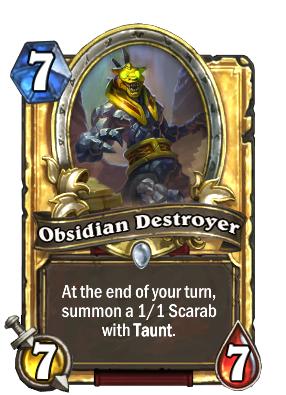 7
Obsidian Destroyer
At the end of your turn,
summon a 1/1 Scarab
with Taunt.
7
7